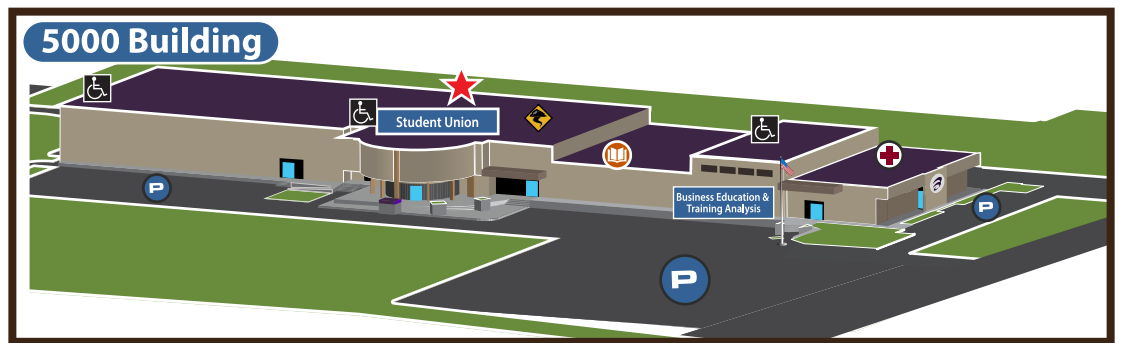 5000 Building
Student Union
Business Education &
Training Analysis
P
P
P